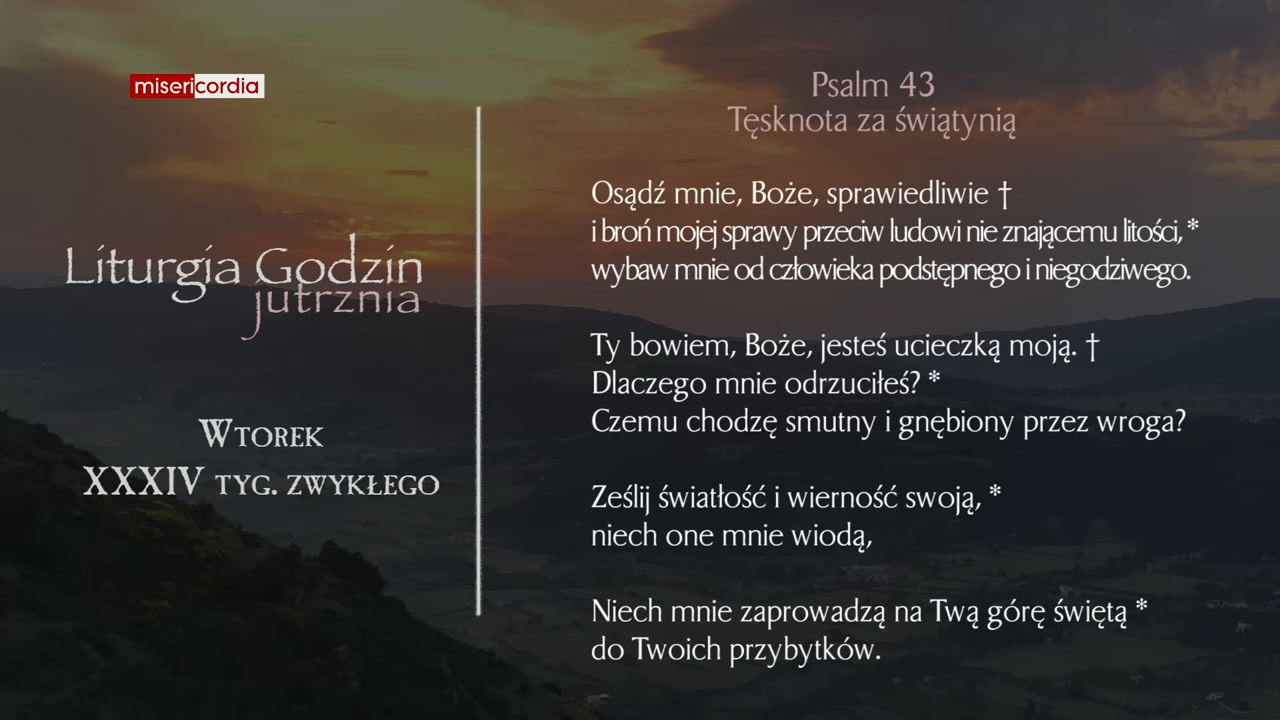 misericordia
Liturgia Godzin
jutrznia
Wtorek
XXXIV tyg. zwykłego
Psalm 43
Tęsknota za świątynią
Osądź mnie, Boże, sprawiedliwie †
i broń mojej sprawy przeciw ludowi nie znającemu litości, *
wybaw mnie od człowieka podstępnego i niegodziwego.
Ty bowiem, Boże, jesteś ucieczką moją. †
Dlaczego mnie odrzuciłeś? *
Czemu chodzę smutny i gnębiony przez wroga?
Ześlij światłość i wierność swoją, *
niech one mnie wiodą,
Niech mnie zaprowadzą na Twą górę świętą *
do Twoich przybytków.